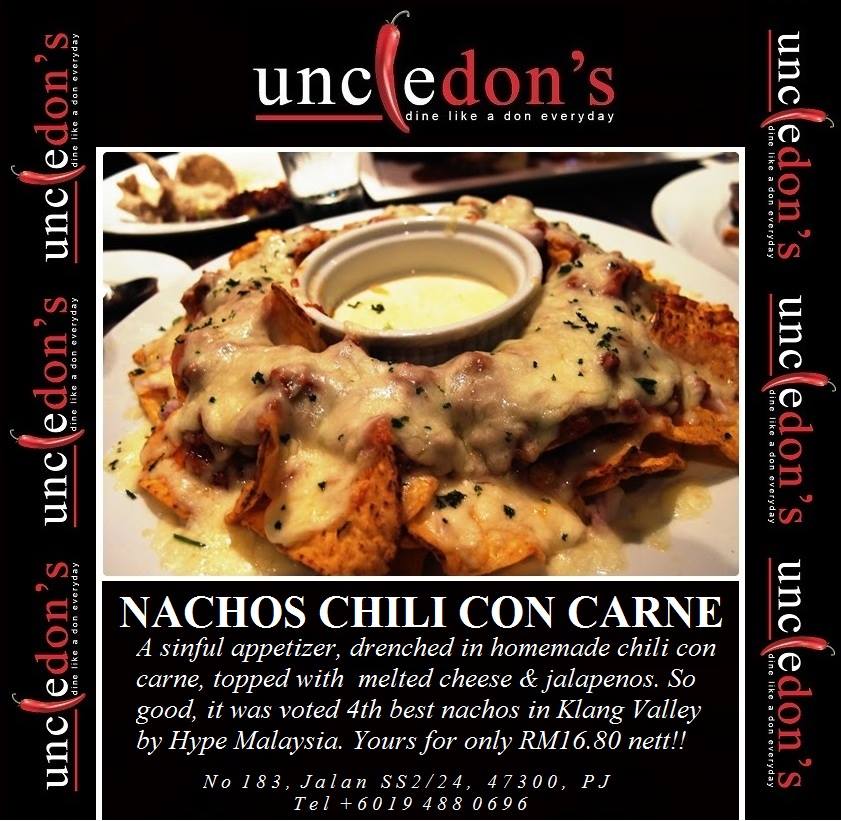 uncledon's
dine like a don everyday
uncledon's
dine like a don everyday
uncledon's
dine like a don everyday
uncledon's
dine like a don everyday
uncledon's
dine like a don everyday
uncledon's
dine like a don everyday
uncledon's
dine like a don everyday
NACHOS CHILI CON CARNE
A sinful appetizer, drenched in homemade chili con
carne, topped with melted cheese & jalapenos. So
good, it was voted 4th best nachos in Klang Valley
by Hype Malaysia. Yours for only RM16.80 nett!!
No 183, Jalan SS2/24, 47300, PJ
Tel +6019 488 0696